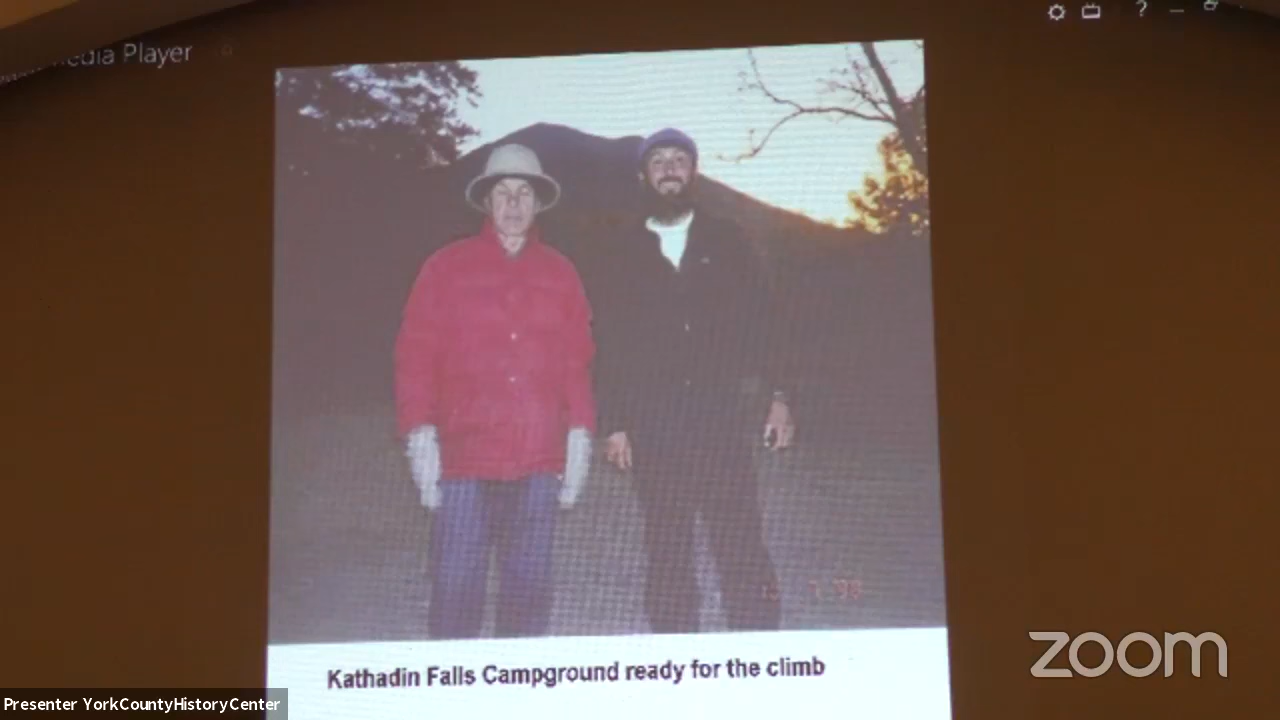 Media Player
?
Kathadin Falls Campground ready for the climb
zoom
Presenter YorkCountyHistoryCenter